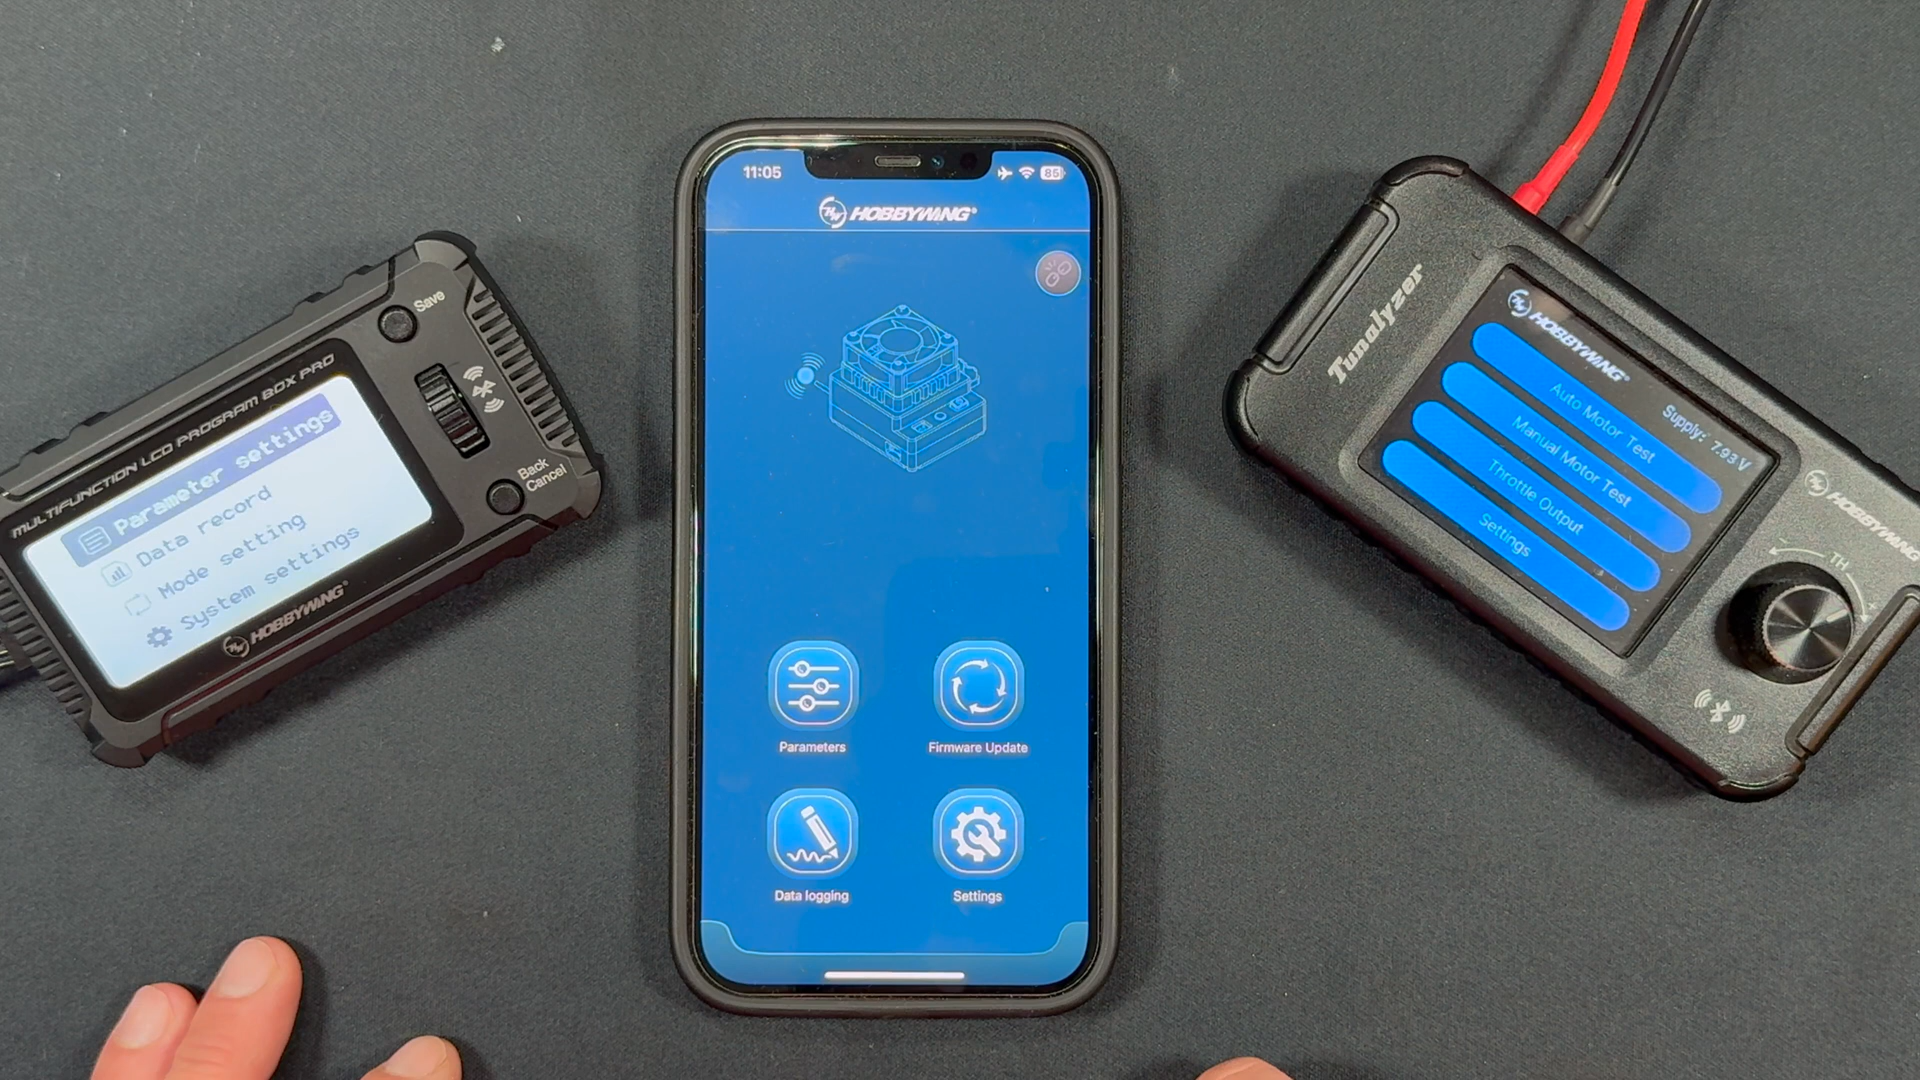 MULTIFUNCTION LCD PROGRAM BOX PRO
Save
Back
Cancel
Parameter settings
Data record
Mode setting
System settings
HOBBYWING®
11:05
85
HOBBYWING®
Parameters
Firmware Update
Data logging
Settings
Tunalyzer
HOBBYWING®
Supply: 7.93 V
Auto Motor Test
Manual Motor Test
Throttle Output
Settings
HOBBYWING
- TH +